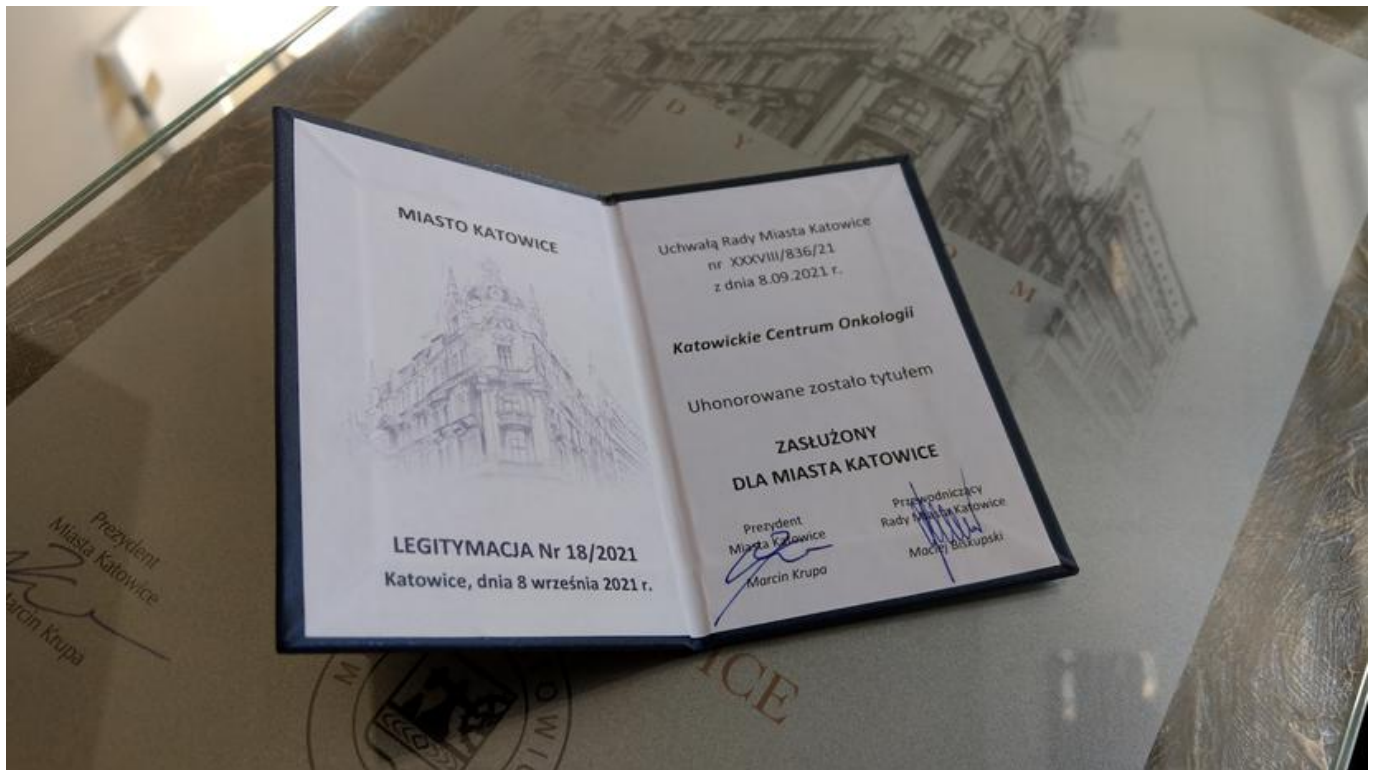 MIASTO KATOWICE
LEGITYMACJA Nr 18/2021
Katowice, dnia 8 września 2021 r.
Uchwałą Rady Miasta Katowice
nr XXXVIII/836/21
z dnia 8.09.2021 r.
Katowickie Centrum Onkologii
Uhonorowane zostało tytułem
ZASŁUŻONY
DLA MIASTA KATOWICE
Prezydent
Miasta Katowice
Marcin Krupa
Przewodniczący
Rady Miasta Katowice
Maciej Biskupski
Prezydent
Miasta Katowice
Marcin Krupa
D Y
O M
ICE
M
OWIC